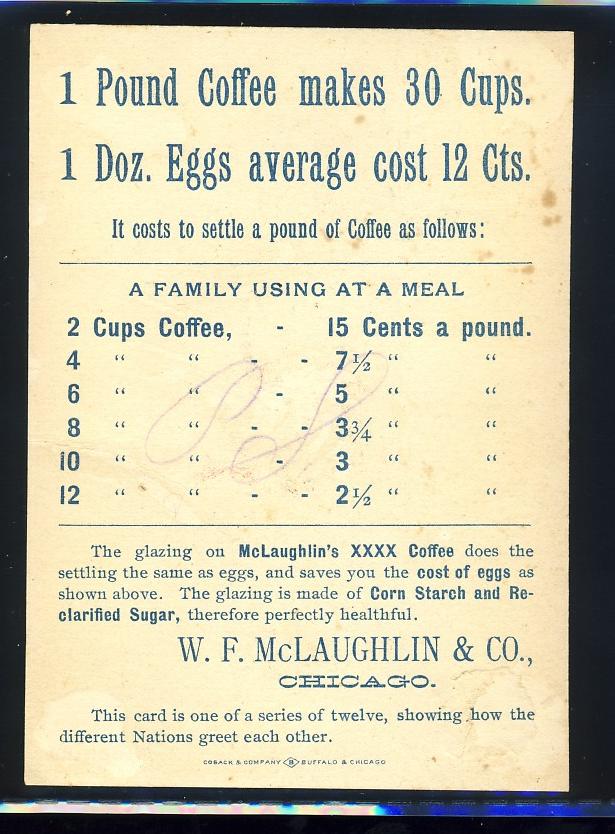 1 Pound Coffee makes 30 Cups.
1 Doz. Eggs average cost 12 Cts.
It costs to settle a pound of Coffee as follows:
A FAMILY USING AT A MEAL
2 Cups Coffee, - 15 Cents a pound.
4 “ “ - - 7½ “ “
6 “ “ - 5 “ “
8 “ “ - - 3¾ “ “
10 “ “ - 3 “ “
12 “ “ - - 2½ “ “
The glazing on McLaughlin's XXXX Coffee does the
settling the same as eggs, and saves you the cost of eggs as
shown above. The glazing is made of Corn Starch and Re-
clarified Sugar, therefore perfectly healthful.
W. F. McLAUGHLIN & CO.,
CHICAGO.
This card is one of a series of twelve, showing how the
different Nations greet each other.
COSACK & COMPANY B BUFFALO & CHICAGO